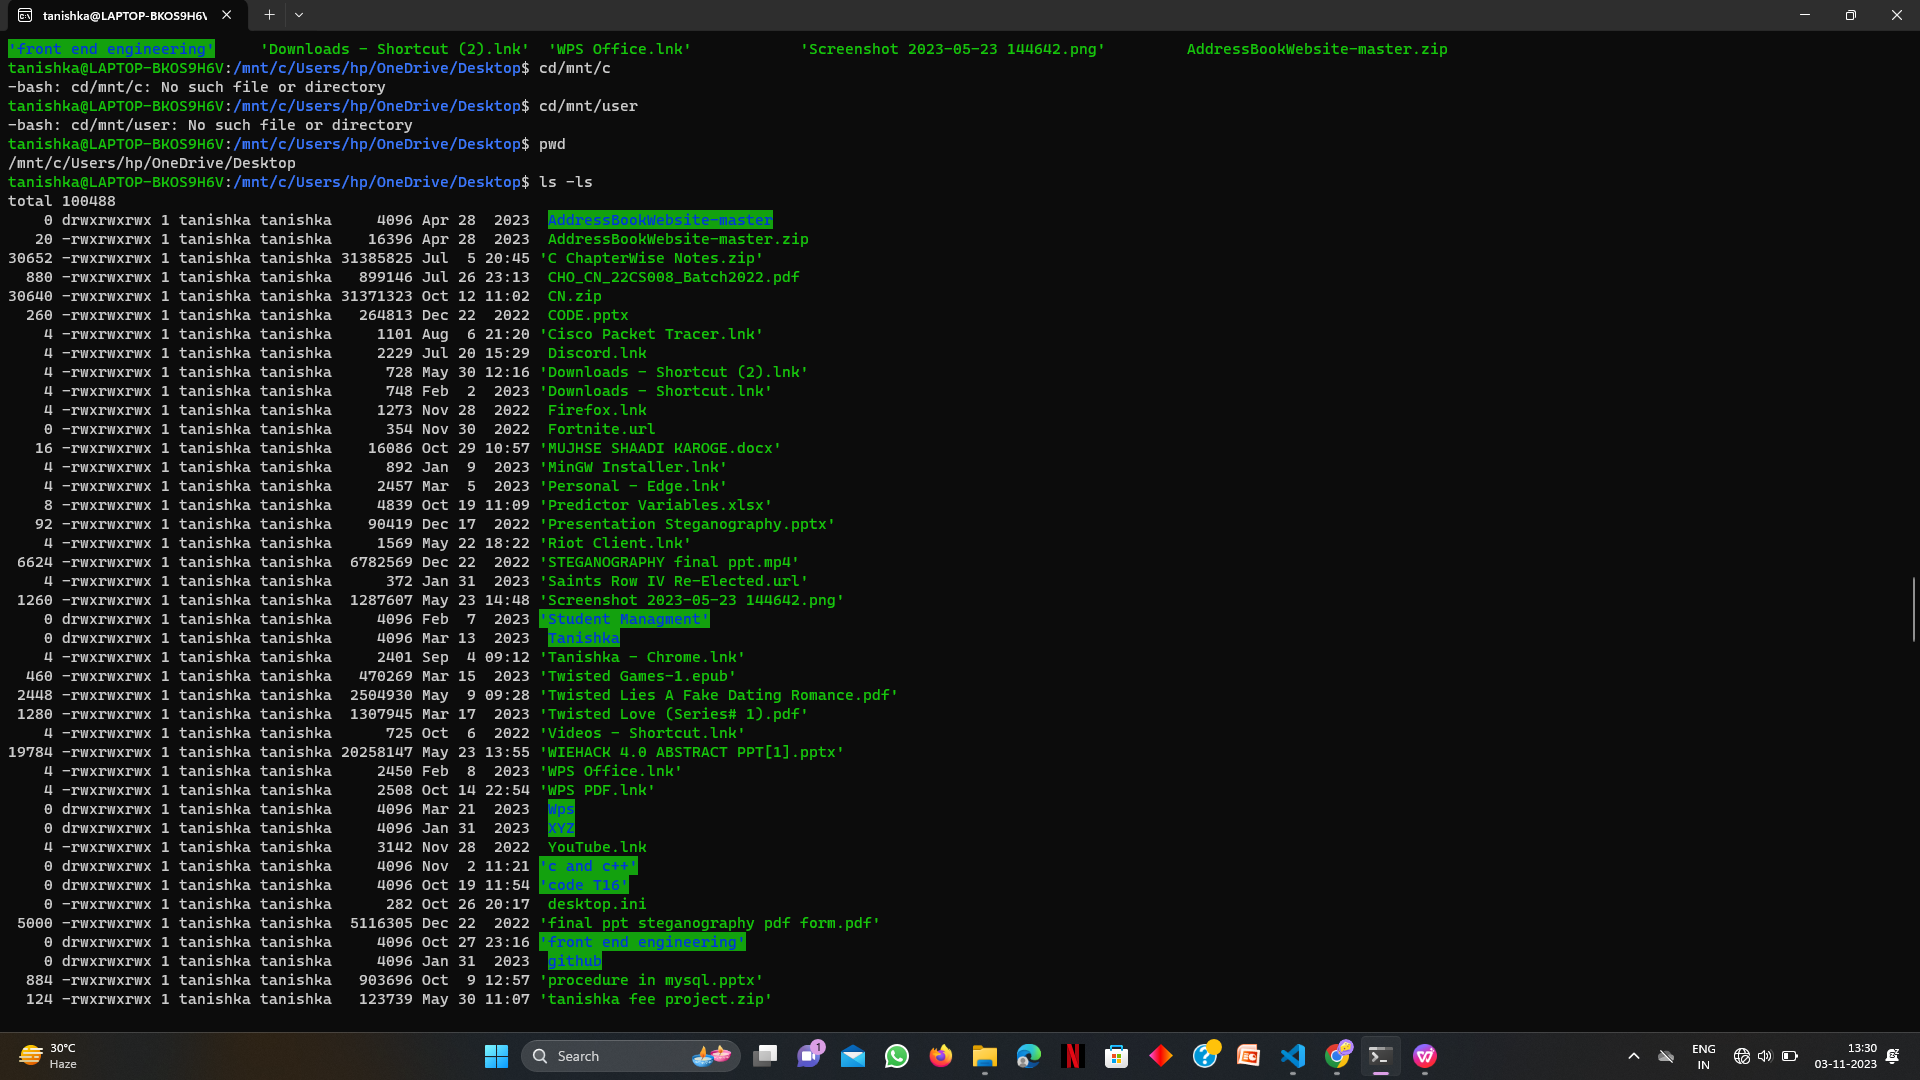 tanishka@LAPTOP-BKOS9H6V
'front end engineering'     'Downloads - Shortcut (2).lnk'  'WPS Office.lnk'            'Screenshot 2023-05-23 144642.png'         AddressBookWebsite-master.zip
tanishka@LAPTOP-BKOS9H6V:/mnt/c/Users/hp/OneDrive/Desktop$ cd/mnt/c
-bash: cd/mnt/c: No such file or directory
tanishka@LAPTOP-BKOS9H6V:/mnt/c/Users/hp/OneDrive/Desktop$ cd/mnt/user
-bash: cd/mnt/user: No such file or directory
tanishka@LAPTOP-BKOS9H6V:/mnt/c/Users/hp/OneDrive/Desktop$ pwd
/mnt/c/Users/hp/OneDrive/Desktop
tanishka@LAPTOP-BKOS9H6V:/mnt/c/Users/hp/OneDrive/Desktop$ ls -ls
total 100488
    0 drwxrwxrwx 1 tanishka tanishka     4096 Apr 28  2023  AddressBookWebsite-master
   20 -rwxrwxrwx 1 tanishka tanishka    16396 Apr 28  2023  AddressBookWebsite-master.zip
30652 -rwxrwxrwx 1 tanishka tanishka 31385825 Jul  5 20:45 'C ChapterWise Notes.zip'
  880 -rwxrwxrwx 1 tanishka tanishka   899146 Jul 26 23:13  CHO_CN_22CS008_Batch2022.pdf
30640 -rwxrwxrwx 1 tanishka tanishka 31371323 Oct 12 11:02  CN.zip
  260 -rwxrwxrwx 1 tanishka tanishka   264813 Dec 22  2022  CODE.pptx
    4 -rwxrwxrwx 1 tanishka tanishka     1101 Aug  6 21:20 'Cisco Packet Tracer.lnk'
    4 -rwxrwxrwx 1 tanishka tanishka     2229 Jul 20 15:29  Discord.lnk
    4 -rwxrwxrwx 1 tanishka tanishka      728 May 30 12:16 'Downloads - Shortcut (2).lnk'
    4 -rwxrwxrwx 1 tanishka tanishka      748 Feb  2  2023 'Downloads - Shortcut.lnk'
    4 -rwxrwxrwx 1 tanishka tanishka     1273 Nov 28  2022  Firefox.lnk
    0 -rwxrwxrwx 1 tanishka tanishka      354 Nov 30  2022  Fortnite.url
   16 -rwxrwxrwx 1 tanishka tanishka    16086 Oct 29 10:57 'MUJHSE SHAADI KAROGE.docx'
    4 -rwxrwxrwx 1 tanishka tanishka      892 Jan  9  2023 'MinGW Installer.lnk'
    4 -rwxrwxrwx 1 tanishka tanishka     2457 Mar  5  2023 'Personal - Edge.lnk'
    8 -rwxrwxrwx 1 tanishka tanishka     4839 Oct 19 11:09 'Predictor Variables.xlsx'
   92 -rwxrwxrwx 1 tanishka tanishka    90419 Dec 17  2022 'Presentation Steganography.pptx'
    4 -rwxrwxrwx 1 tanishka tanishka     1569 May 22 18:22 'Riot Client.lnk'
 6624 -rwxrwxrwx 1 tanishka tanishka  6782569 Dec 22  2022 'STEGANOGRAPHY final ppt.mp4'
    4 -rwxrwxrwx 1 tanishka tanishka      372 Jan 31  2023 'Saints Row IV Re-Elected.url'
 1260 -rwxrwxrwx 1 tanishka tanishka  1287607 May 23 14:48 'Screenshot 2023-05-23 144642.png'
    0 drwxrwxrwx 1 tanishka tanishka     4096 Feb  7  2023 'Student Managment'
    0 drwxrwxrwx 1 tanishka tanishka     4096 Mar 13  2023  Tanishka
    4 -rwxrwxrwx 1 tanishka tanishka     2401 Sep  4 09:12 'Tanishka - Chrome.lnk'
  460 -rwxrwxrwx 1 tanishka tanishka   470269 Mar 15  2023 'Twisted Games-1.epub'
 2448 -rwxrwxrwx 1 tanishka tanishka  2504930 May  9 09:28 'Twisted Lies A Fake Dating Romance.pdf'
 1280 -rwxrwxrwx 1 tanishka tanishka  1307945 Mar 17  2023 'Twisted Love (Series# 1).pdf'
    4 -rwxrwxrwx 1 tanishka tanishka      725 Oct  6  2022 'Videos - Shortcut.lnk'
19784 -rwxrwxrwx 1 tanishka tanishka 20258147 May 23 13:55 'WIEHACK 4.0 ABSTRACT PPT[1].pptx'
    4 -rwxrwxrwx 1 tanishka tanishka     2450 Feb  8  2023 'WPS Office.lnk'
    4 -rwxrwxrwx 1 tanishka tanishka     2508 Oct 14 22:54 'WPS PDF.lnk'
    0 drwxrwxrwx 1 tanishka tanishka     4096 Mar 21  2023  Wps
    0 drwxrwxrwx 1 tanishka tanishka     4096 Jan 31  2023  XYZ
    4 -rwxrwxrwx 1 tanishka tanishka     3142 Nov 28  2022  YouTube.lnk
    0 drwxrwxrwx 1 tanishka tanishka     4096 Nov  2 11:21 'c and c++'
    0 drwxrwxrwx 1 tanishka tanishka     4096 Oct 19 11:54 'code T16'
    0 -rwxrwxrwx 1 tanishka tanishka      282 Oct 26 20:17  desktop.ini
 5000 -rwxrwxrwx 1 tanishka tanishka  5116305 Dec 22  2022 'final ppt steganography pdf form.pdf'
    0 drwxrwxrwx 1 tanishka tanishka     4096 Oct 27 23:16 'front end engineering'
    0 drwxrwxrwx 1 tanishka tanishka     4096 Jan 31  2023  github
  884 -rwxrwxrwx 1 tanishka tanishka   903696 Oct  9 12:57 'procedure in mysql.pptx'
  124 -rwxrwxrwx 1 tanishka tanishka   123739 May 30 11:07 'tanishka fee project.zip'
30°C
Haze
Search
1
ENG
IN
13:30
03-11-2023